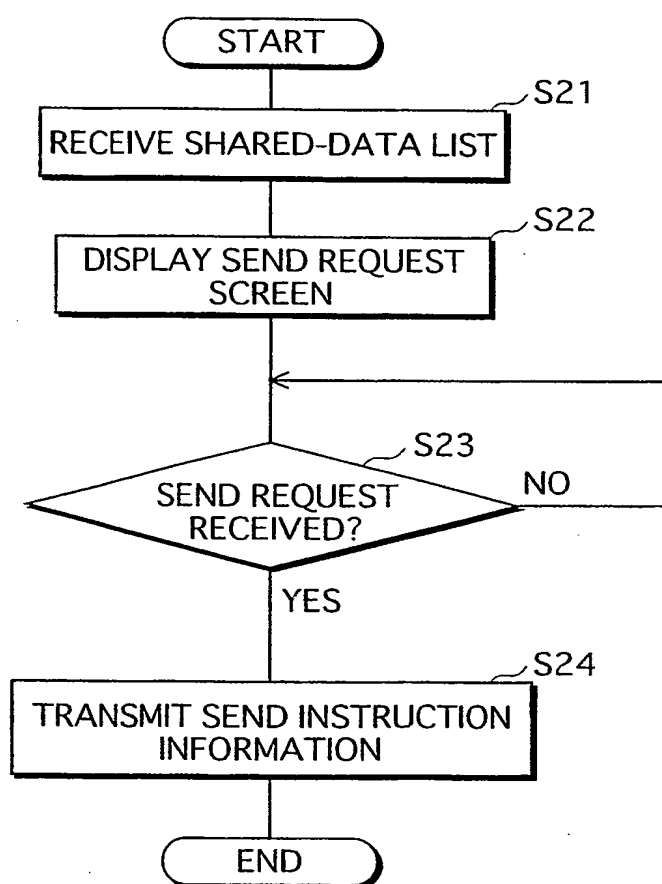 START
S21
RECEIVE SHARED-DATA LIST
S22
DISPLAY SEND REQUEST
SCREEN
S23
SEND REQUEST
RECEIVED?
NO
YES
S24
TRANSMIT SEND INSTRUCTION
INFORMATION
END